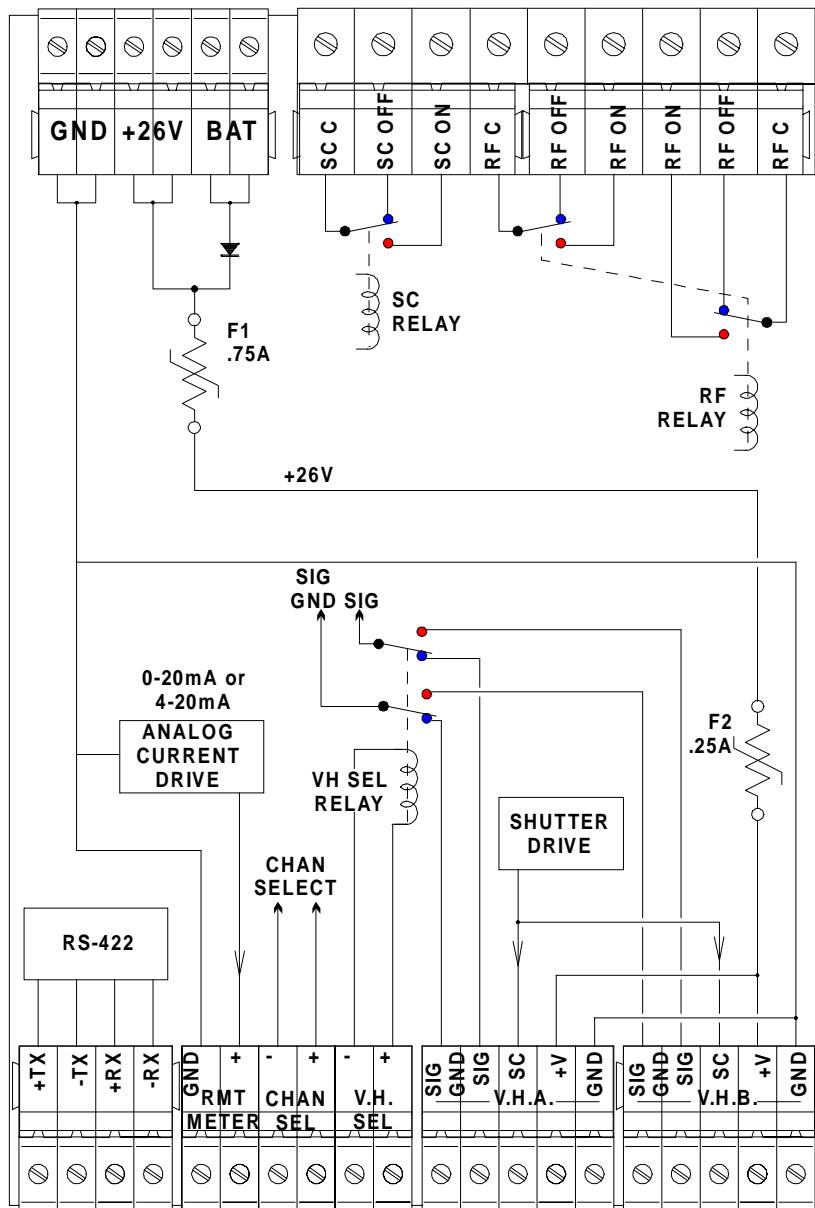 GND +26V BAT
SC C
SC OFF
SC ON
RF C
RF OFF
RF ON
RF ON
RF OFF
RF C
SC
RELAY
F1
.75A
RF
RELAY
+26V
SIG
GND SIG
0-20mA or
4-20mA
ANALOG
CURRENT
DRIVE
VH SEL
RELAY
F2
.25A
SHUTTER
DRIVE
CHAN
SELECT
RS-422
+TX
-TX
+RX
-RX
GND
+
RMT
METER
-
+
CHAN
SEL
-
+
V.H.
SEL
SIG
GND
SIG
SC
+V
GND
V.H.A.
SIG
GND
SIG
SC
+V
GND
V.H.B.